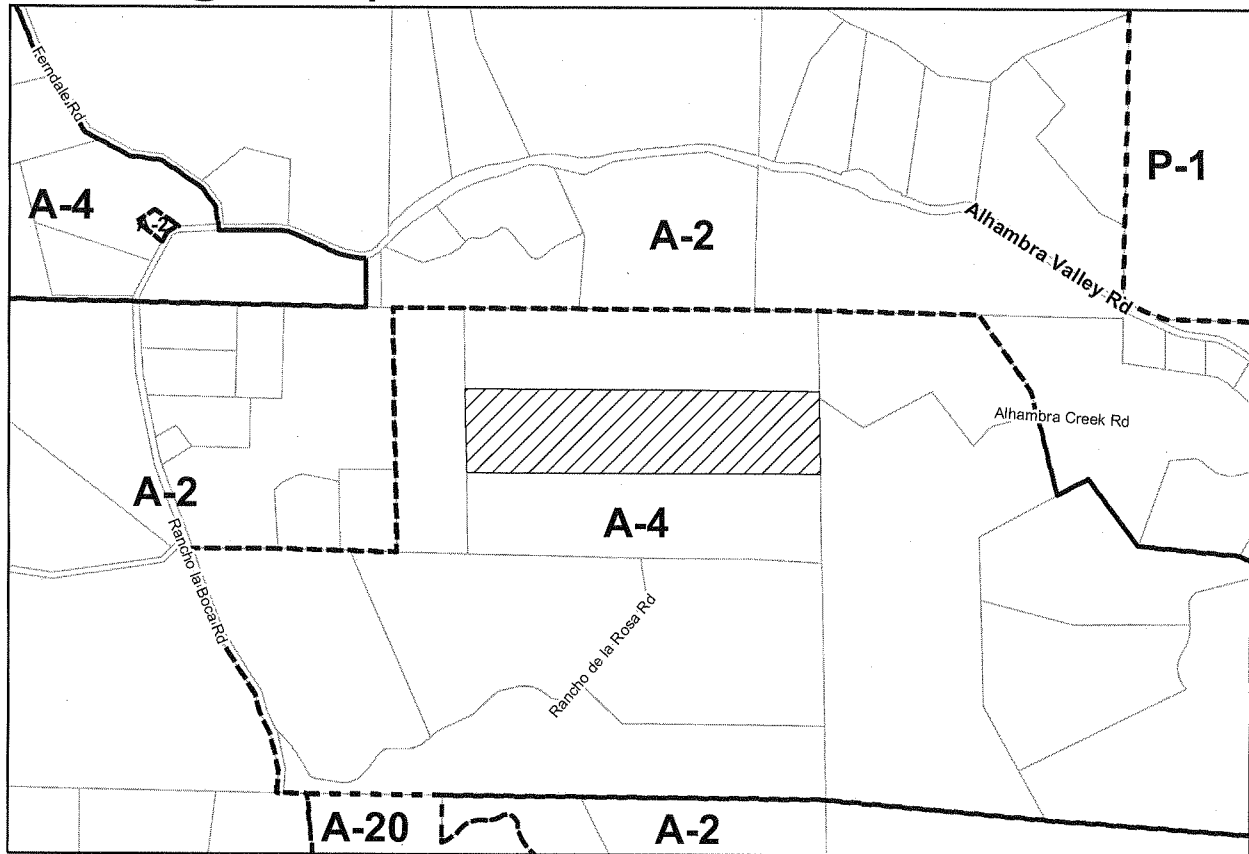 Ferndale Rd
P-1
A-4
A-2
Alhambra Valley Rd
Alhambra Creek Rd
A-2
A-4
Rancho la Boca Rd
Rancho de la Rosa Rd
A-20
A-2